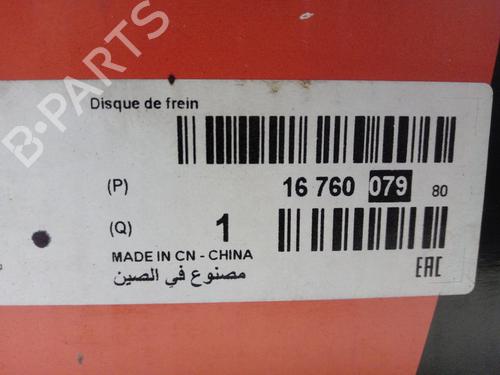 B-PARTS
Disque de frein
(P) 16 760 079 80
(Q) 1
MADE IN CN - CHINA
مصنوع في الصين
EAC